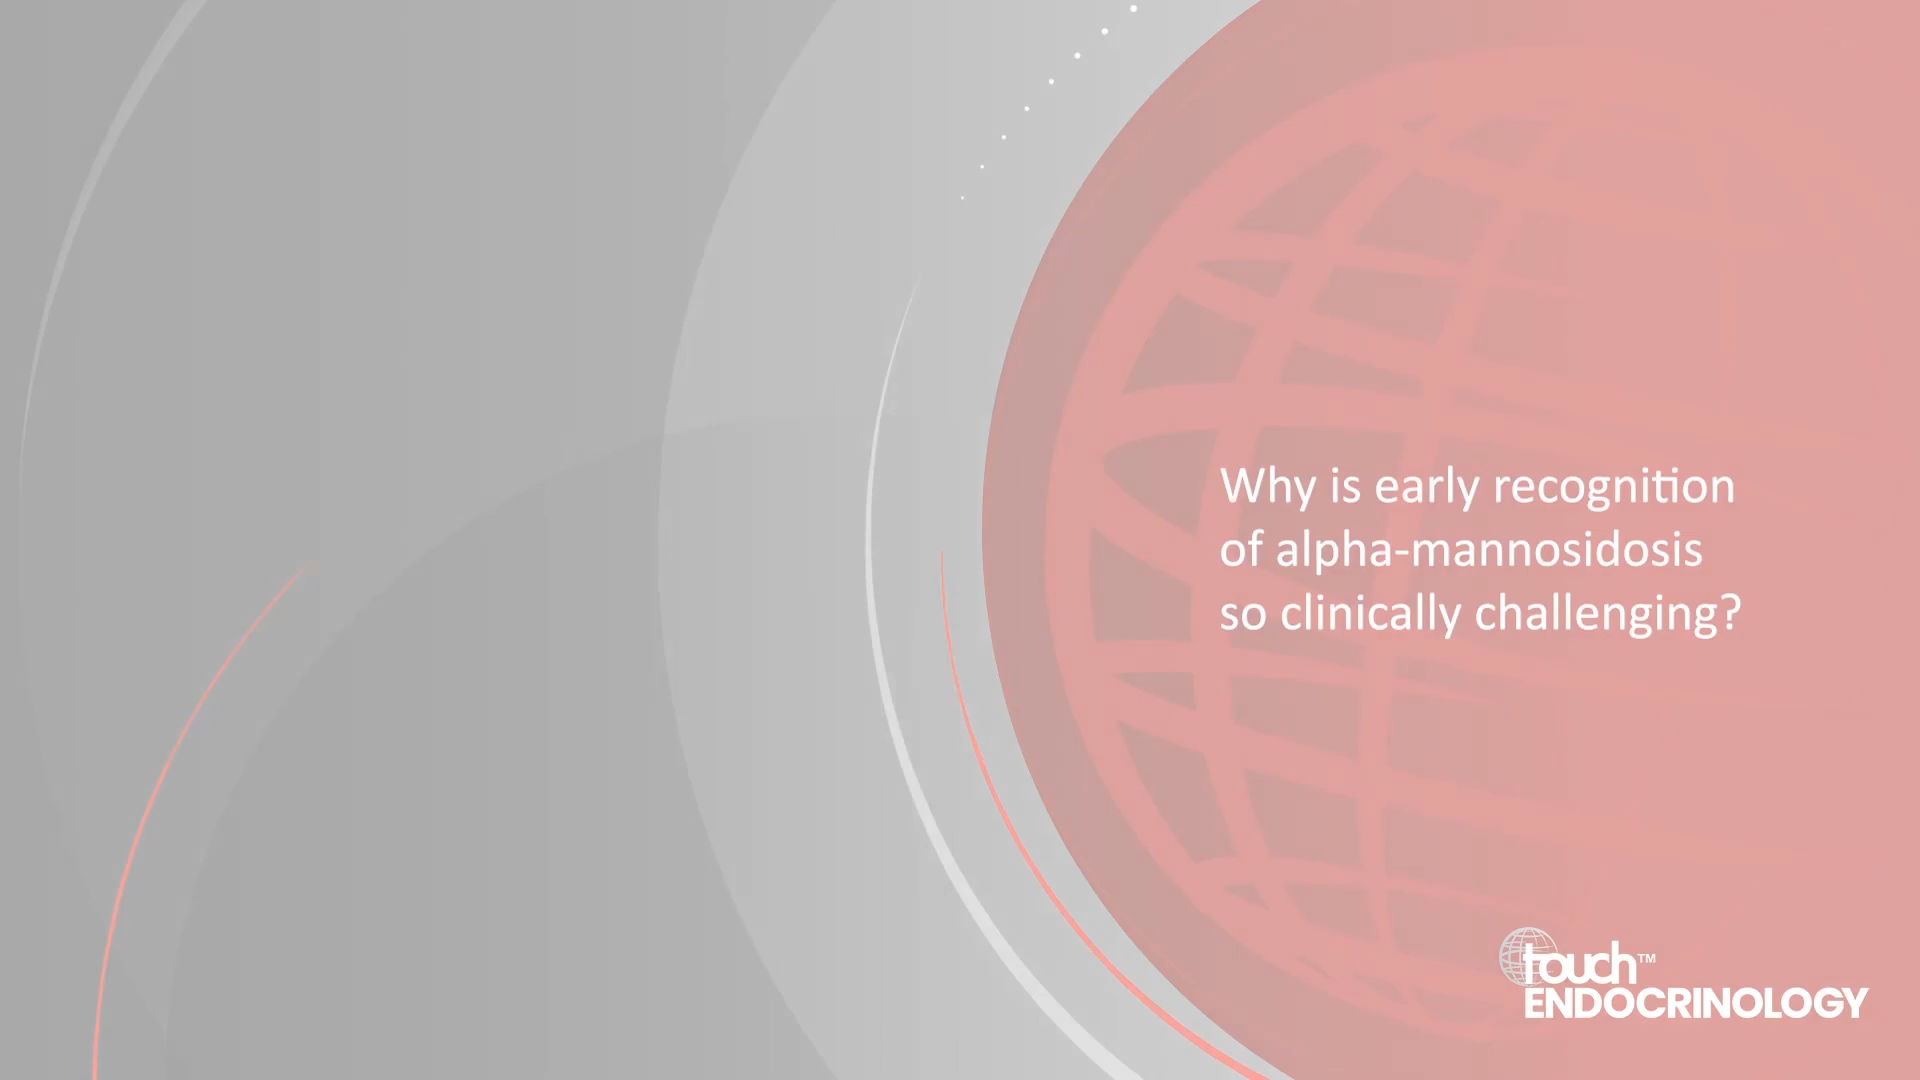 Why is early recognition
of alpha-mannosidosis
so clinically challenging?
touch™
ENDOCRINOLOGY